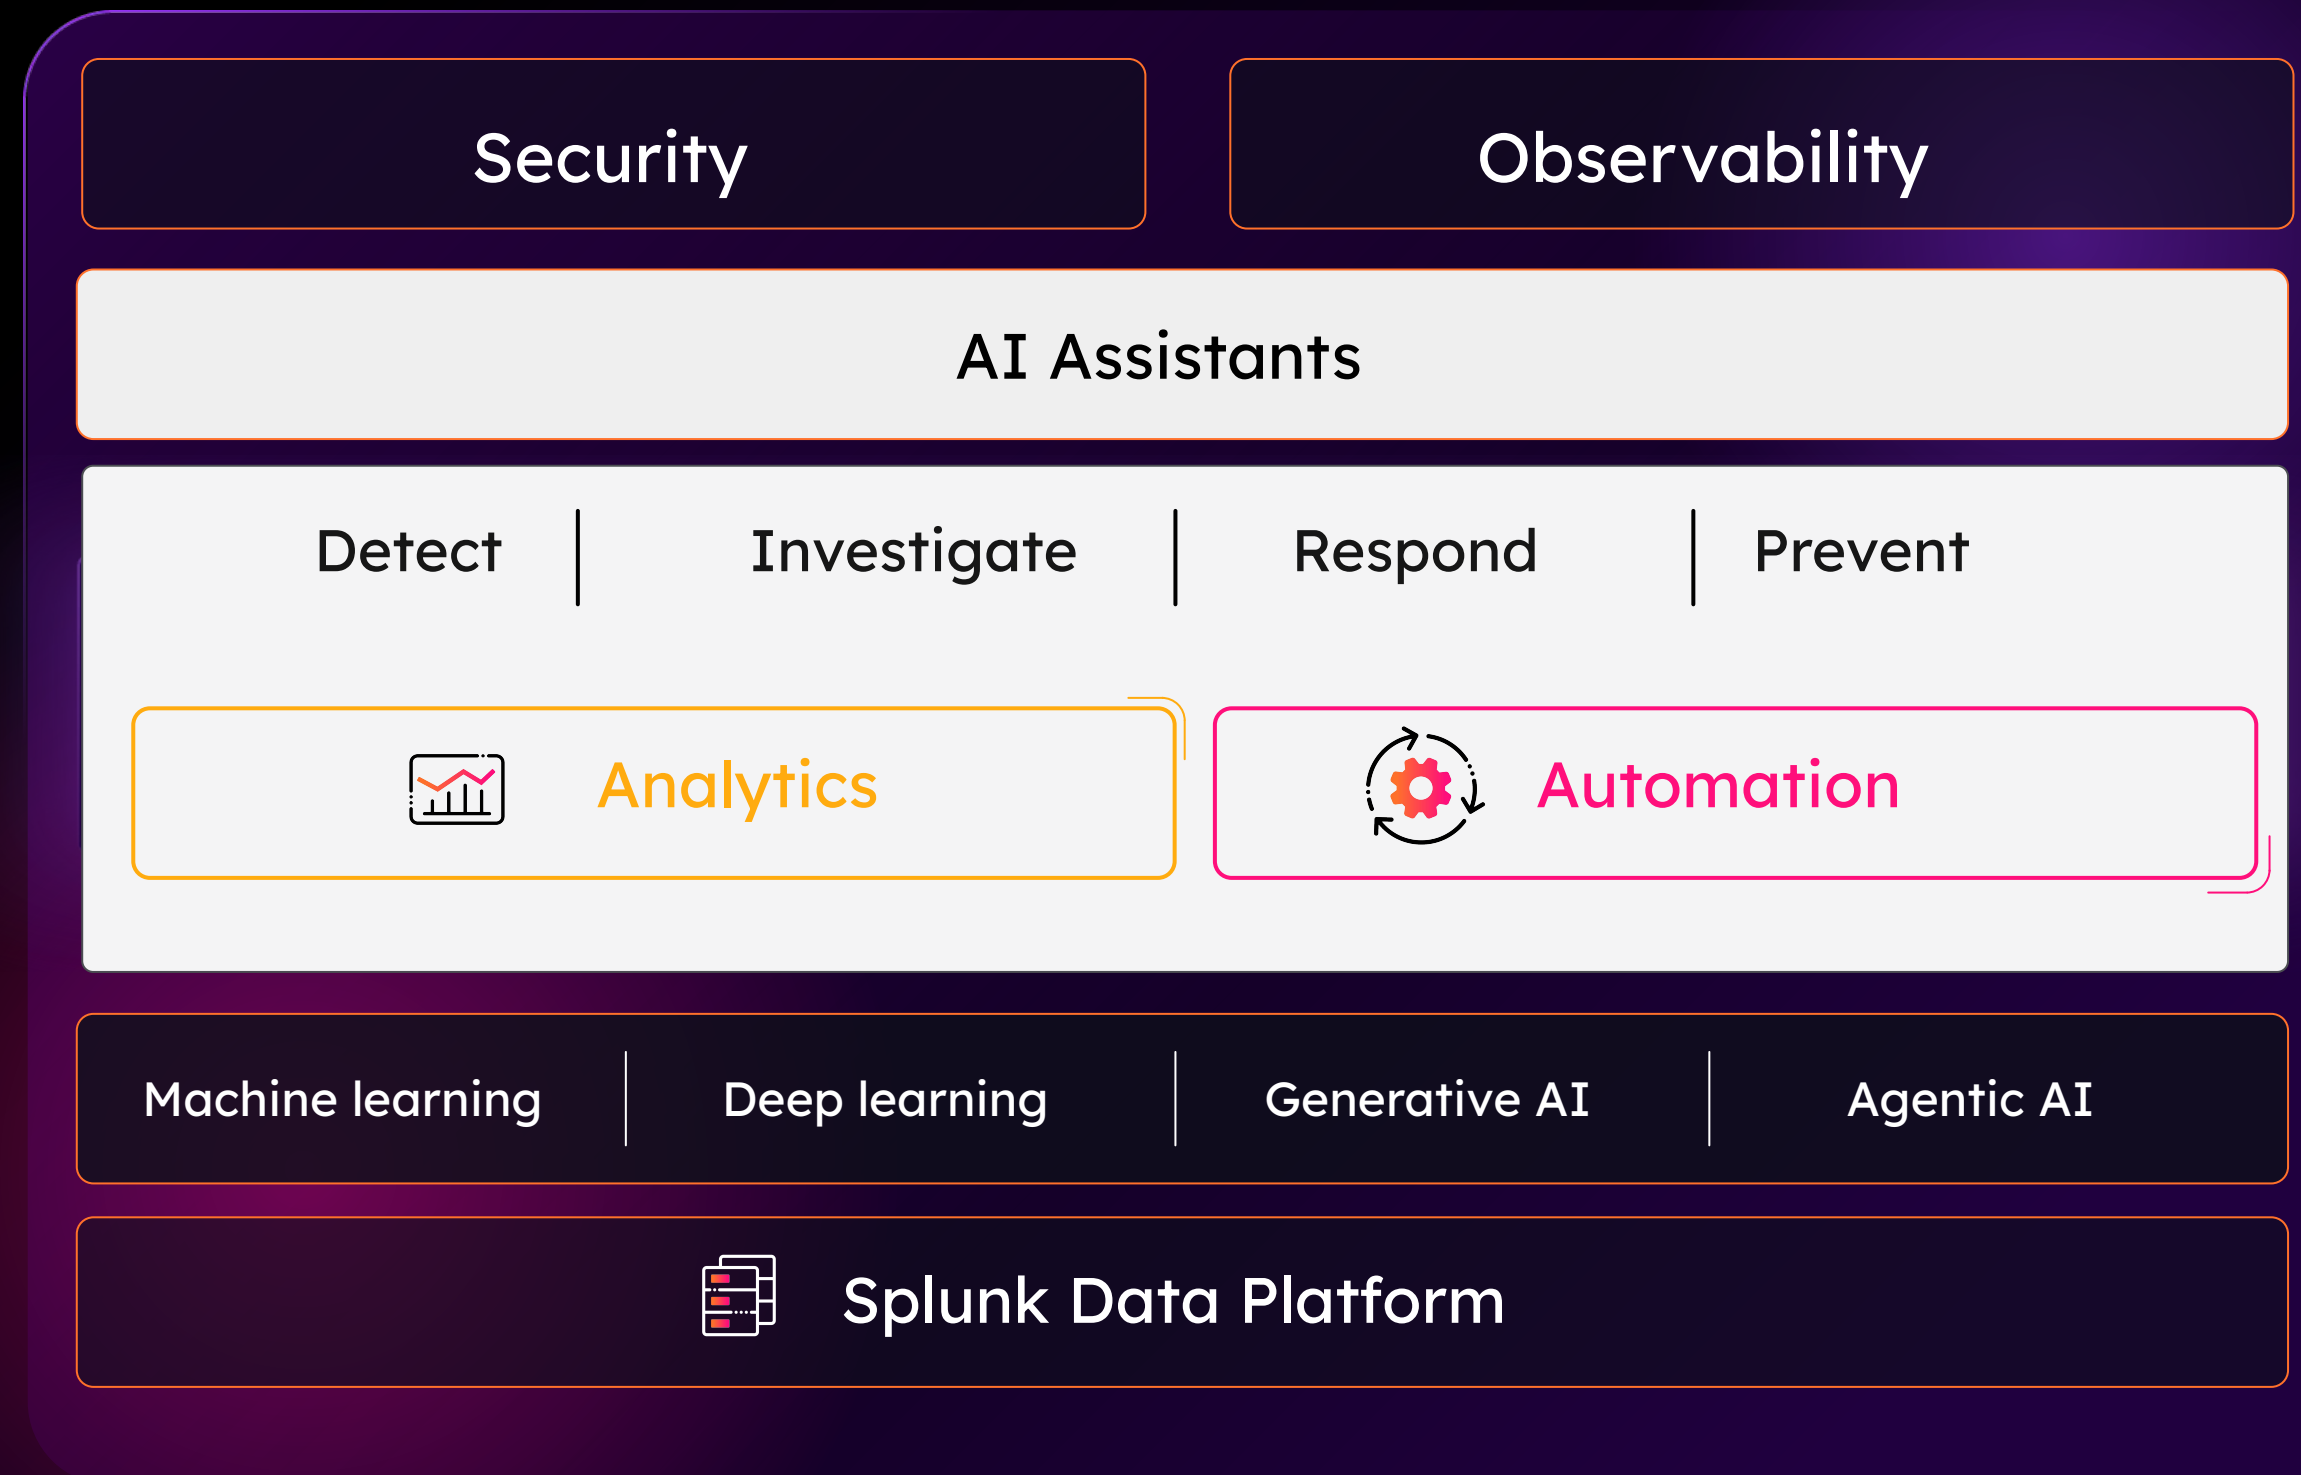 Security
Observability
AI Assistants
Detect
Investigate
Respond
Prevent
Analytics
Automation
Machine learning
Deep learning
Generative AI
Agentic AI
Splunk Data Platform